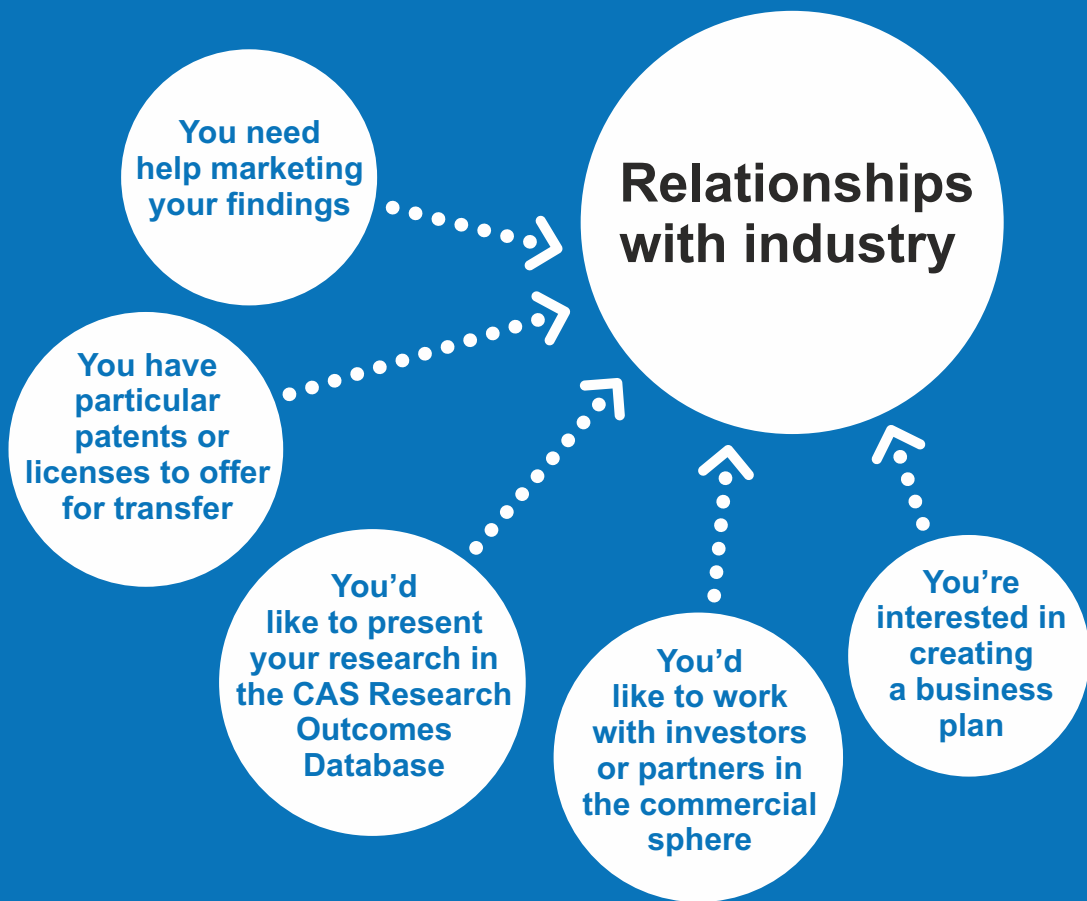 Relationships
with industry
You need
help marketing
your findings
You have
particular
patents or
licenses to offer
for transfer
You’d
like to present
your research in
the CAS Research
Outcomes
Database
You’d
like to work
with investors
or partners in
the commercial
sphere
You’re
interested in
creating
a business
plan